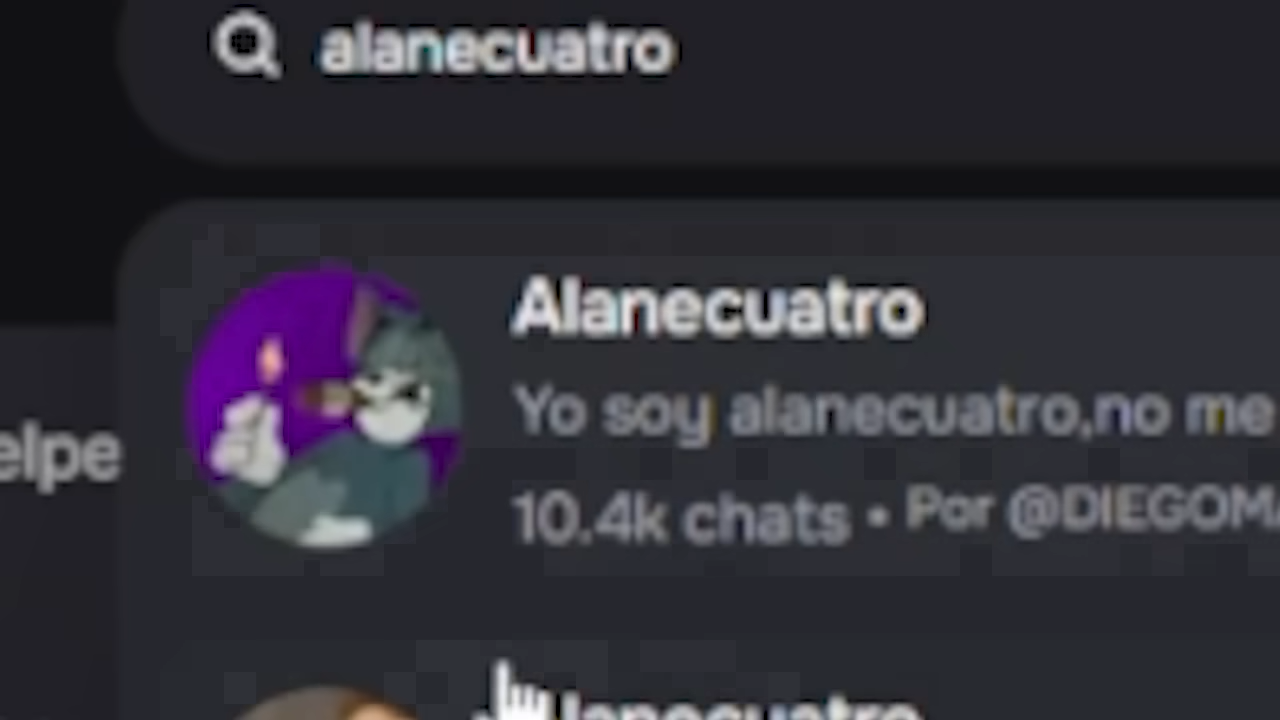 alanecuatro
Alanecuatro
Yo soy alanecuatro,no me
elpe
10.4k chats • Por @DIEGOM
lanecuatro